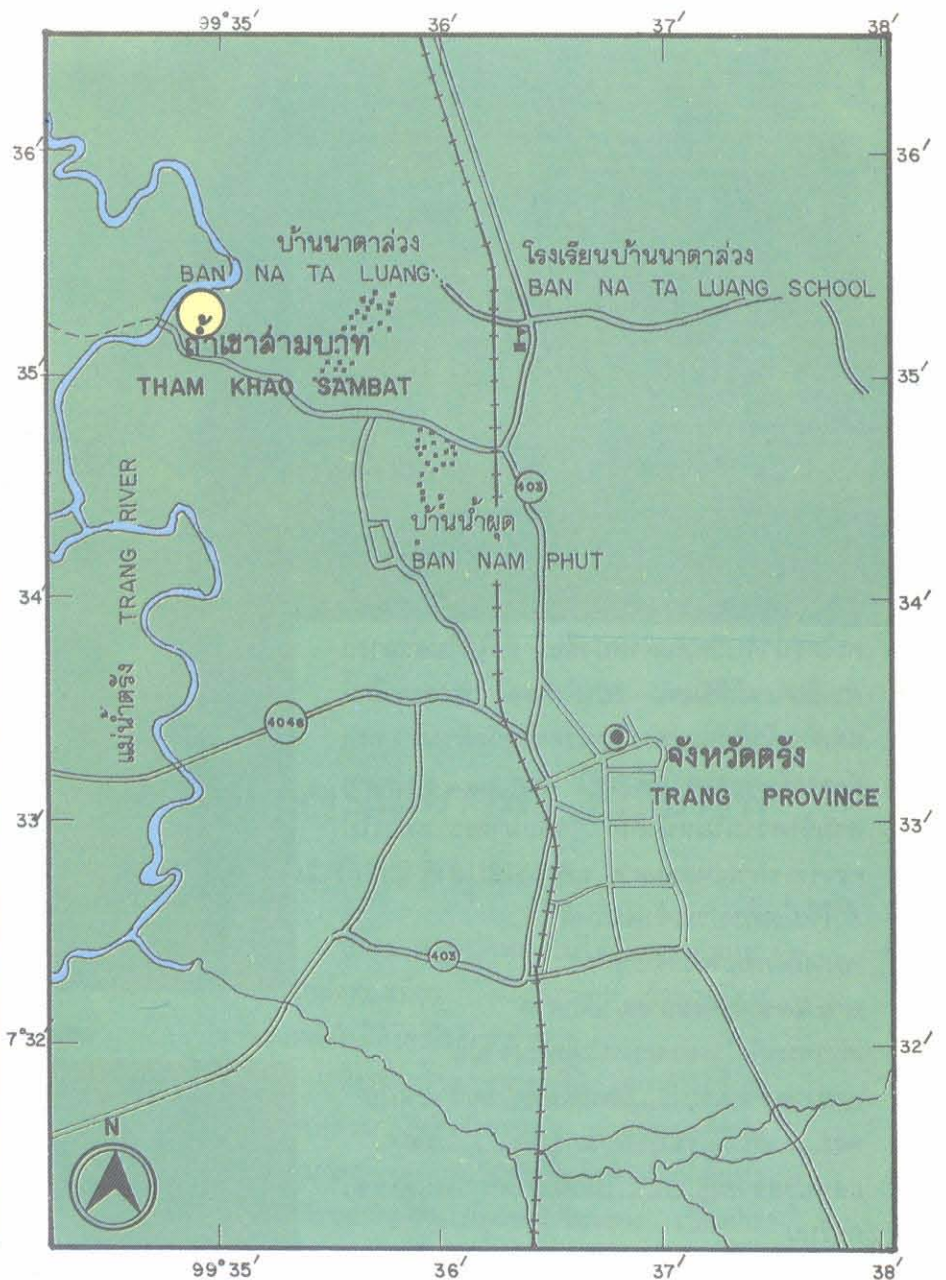 99°35′ 36′ 37′ 38′
36′ 36′
บ้านนาตาล่วง
BAN NA TA LUANG
โรงเรียนบ้านนาตาล่วง
BAN NA TA LUANG SCHOOL
ถ้ำเขาสามบาท
THAM KHAO SAMBAT
35′ 35′
403
บ้านน้ำผุด
BAN NAM PHUT
แม่น้ำตรัง TRANG RIVER
34′ 34′
4046
จังหวัดตรัง
TRANG PROVINCE
33′ 33′
403
7°32′ 32′
N
99°35′ 36′ 37′ 38′